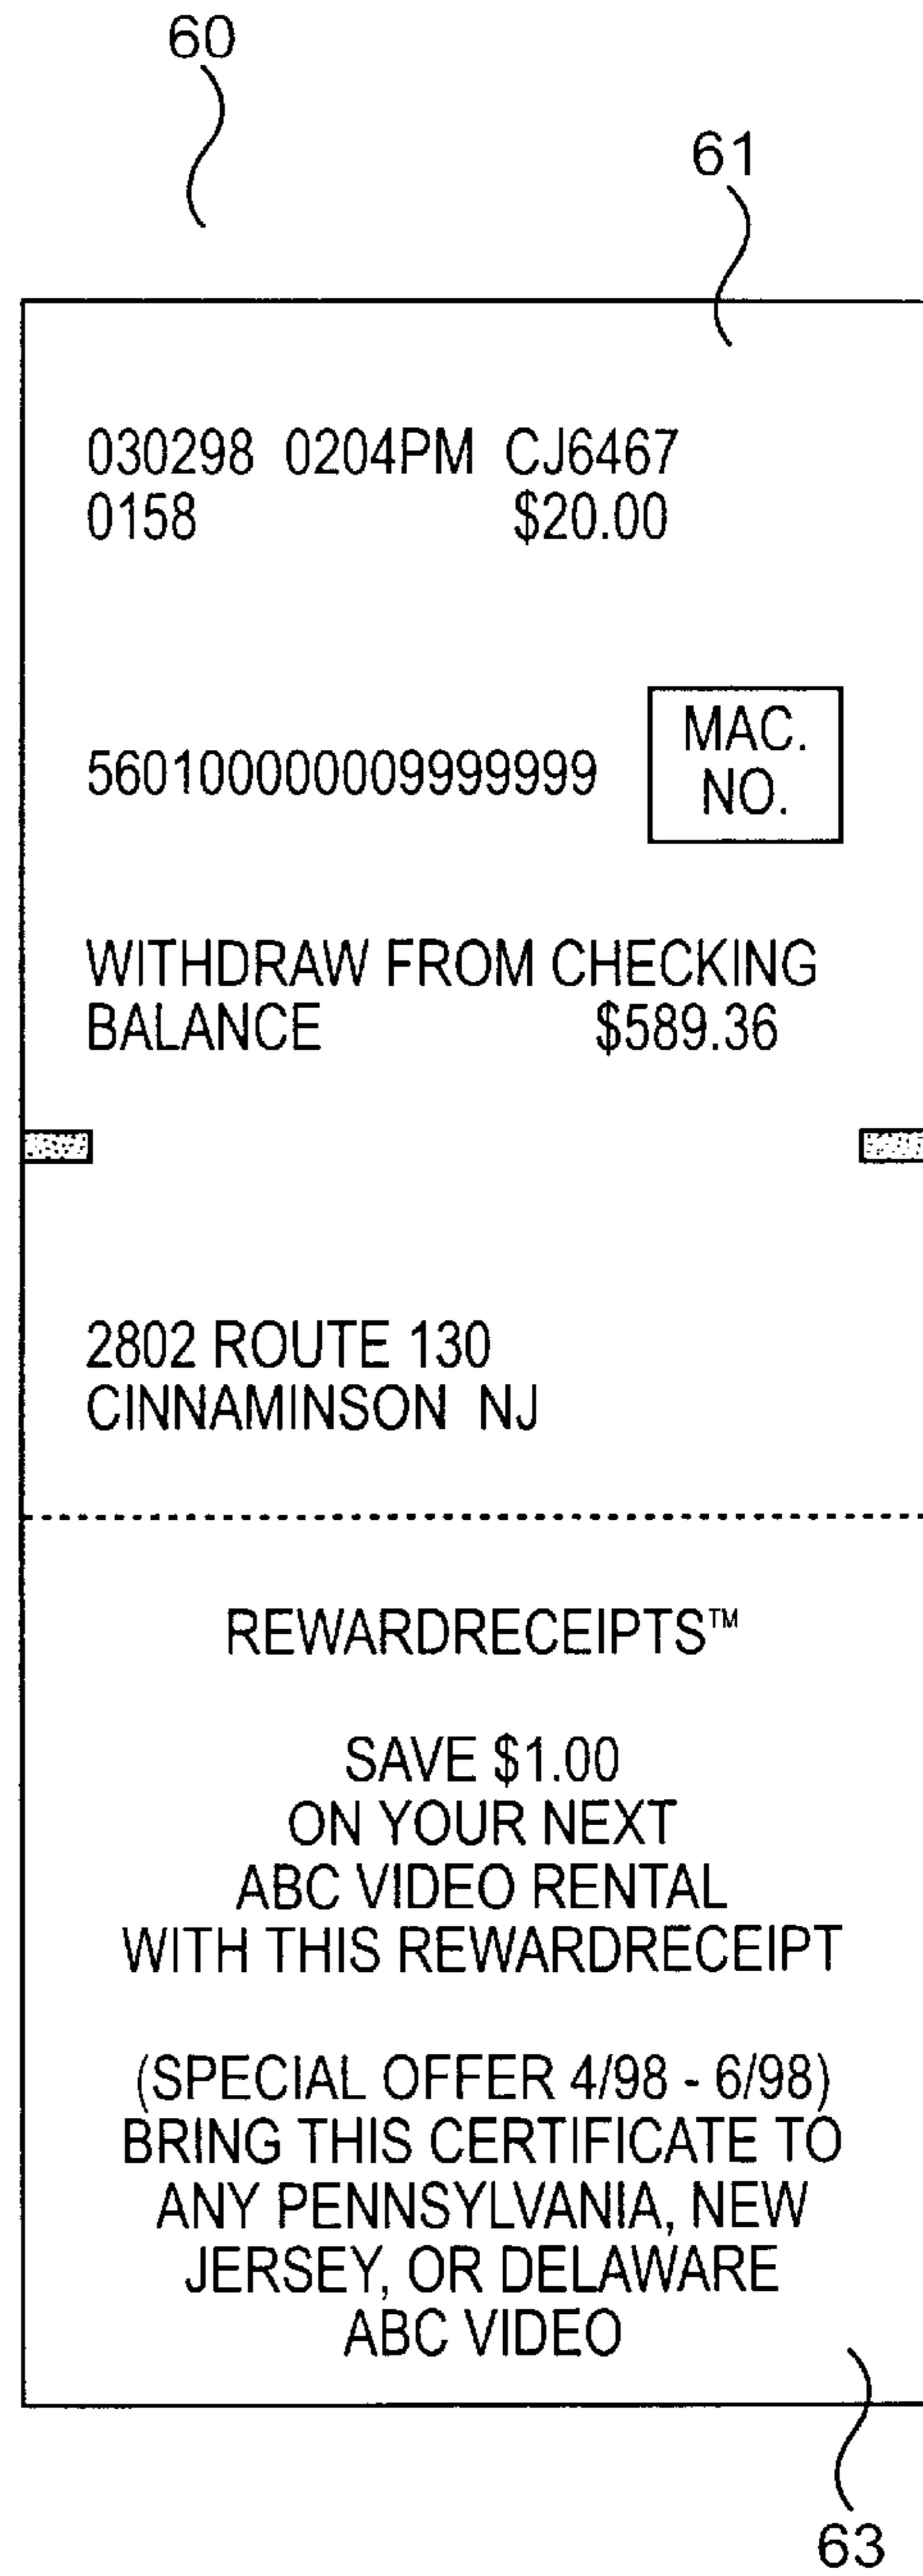 60
61
030298 0204PM CJ6467
0158 $20.00
5601000000009999999
MAC.
NO.
WITHDRAW FROM CHECKING
BALANCE $589.36
2802 ROUTE 130
CINNAMINSON NJ
REWARDRECEIPTS™
SAVE $1.00
ON YOUR NEXT
ABC VIDEO RENTAL
WITH THIS REWARDRECEIPT
(SPECIAL OFFER 4/98 - 6/98)
BRING THIS CERTIFICATE TO
ANY PENNSYLVANIA, NEW
JERSEY, OR DELAWARE
ABC VIDEO
63